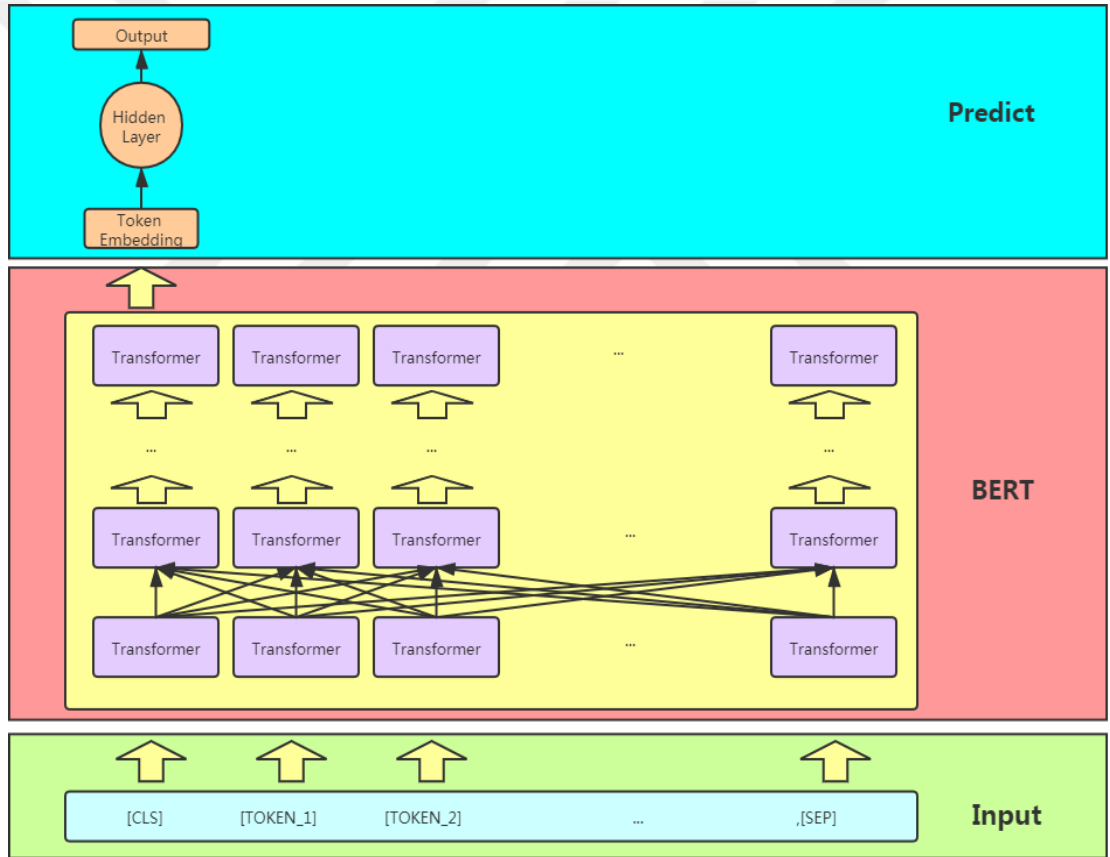 Output
Hidden
Layer
Predict
Token
Embedding
Transformer Transformer Transformer ... Transformer
... ... ... ...
BERT
Transformer Transformer Transformer ... Transformer
Transformer Transformer Transformer ... Transformer
[CLS] [TOKEN_1] [TOKEN_2] ... ,[SEP]
Input